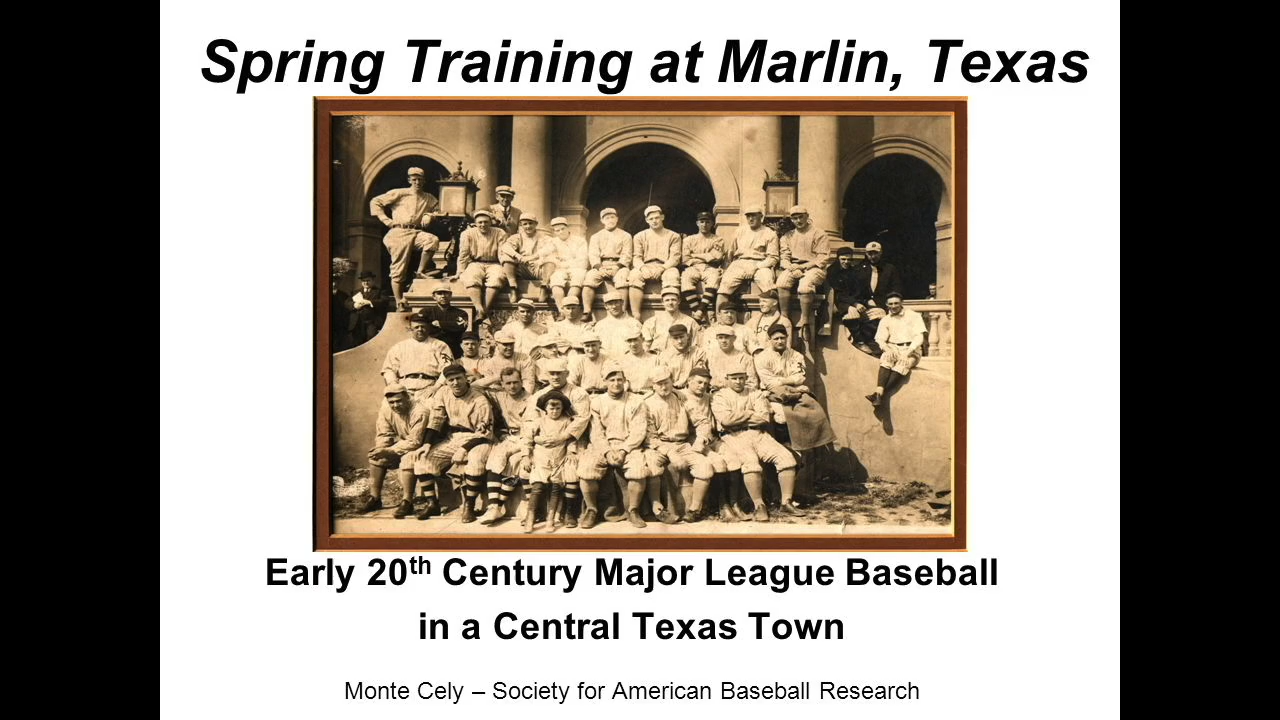 Spring Training at Marlin, Texas
Early 20th Century Major League Baseball
in a Central Texas Town
Monte Cely – Society for American Baseball Research